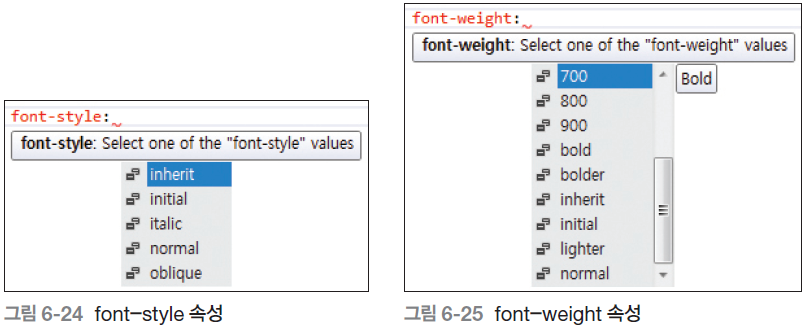 font-style:
font-style: Select one of the "font-style" values
inherit
initial
italic
normal
oblique
그림 6-24 font-style 속성
font-weight:
font-weight: Select one of the "font-weight" values
700 Bold
800
900
bold
bolder
inherit
initial
lighter
normal
그림 6-25 font-weight 속성